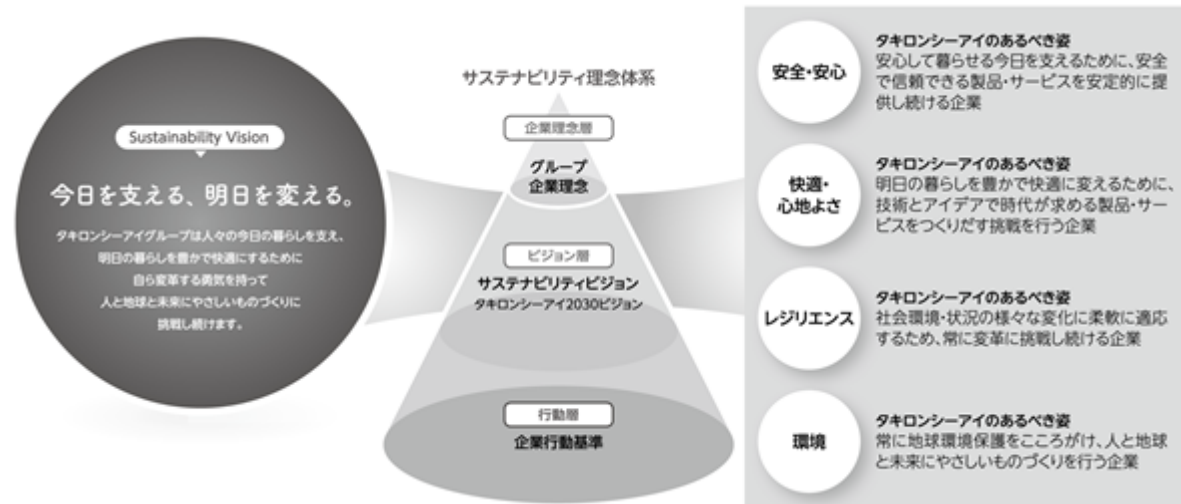 Sustainability Vision
今日を支える、明日を変える。
タキロンシーアイグループは人々の今日の暮らしを支え、
明日の暮らしを豊かで快適にするために
自ら変革する勇気を持って
人と地球と未来にやさしいものづくりに
挑戦し続けます。
サステナビリティ理念体系
企業理念層
グループ
企業理念
ビジョン層
サステナビリティビジョン
タキロンシーアイ2030ビジョン
行動層
企業行動基準
安全・安心
タキロンシーアイのあるべき姿
安心して暮らせる今日を支えるために、安全
で信頼できる製品・サービスを安定的に提
供し続ける企業
快適・
心地よさ
タキロンシーアイのあるべき姿
明日の暮らしを豊かで快適に変えるために、
技術とアイデアで時代が求める製品・サー
ビスをつくりだす挑戦を行う企業
レジリエンス
タキロンシーアイのあるべき姿
社会環境・状況の様々な変化に柔軟に適応
するため、常に変革に挑戦し続ける企業
環境
タキロンシーアイのあるべき姿
常に地球環境保護をこころがけ、人と地球
と未来にやさしいものづくりを行う企業